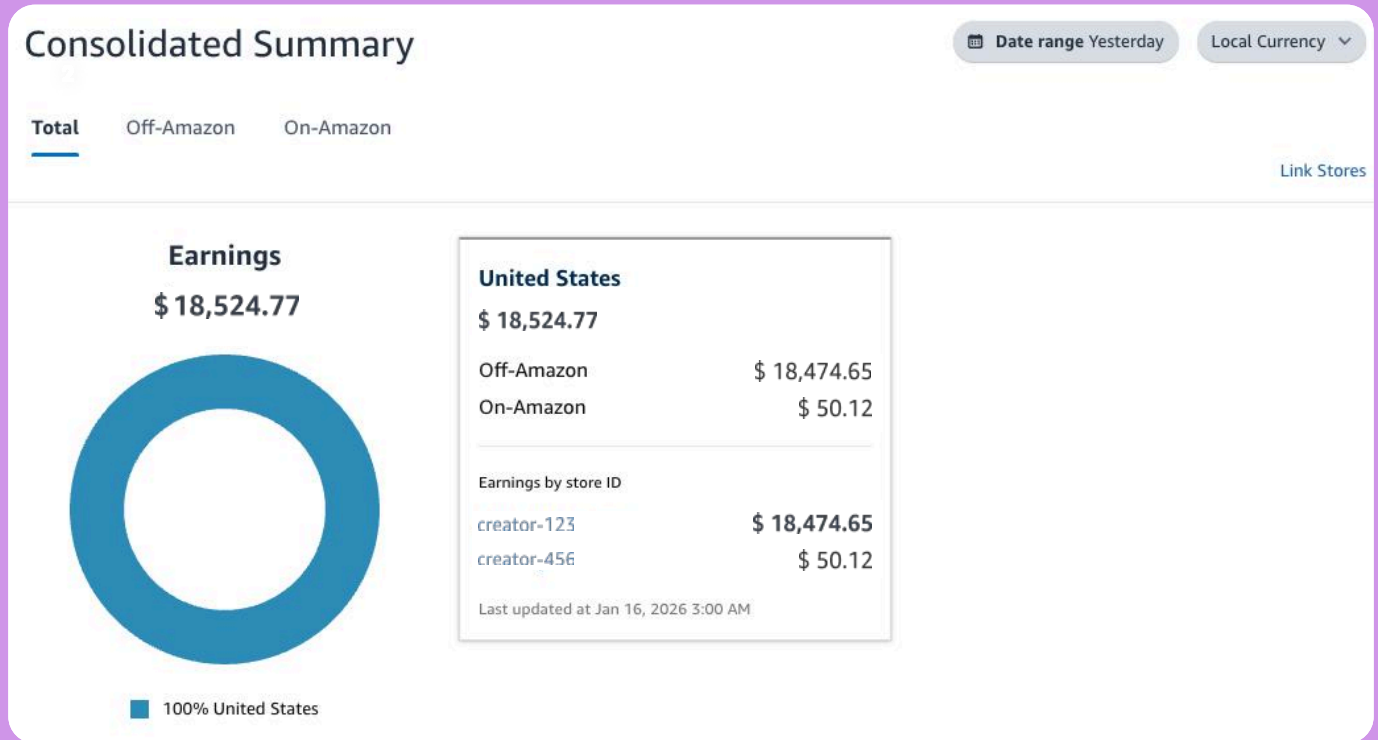 Consolidated Summary
Date range Yesterday
Local Currency
Total Off-Amazon On-Amazon
Link Stores
Earnings
$ 18,524.77
United States
$ 18,524.77
Off-Amazon $ 18,474.65
On-Amazon $ 50.12
Earnings by store ID
creator-123 $ 18,474.65
creator-456 $ 50.12
Last updated at Jan 16, 2026 3:00 AM
100% United States